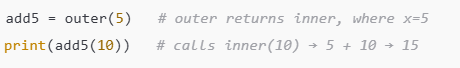 add5 = outer(5)   # outer returns inner, where x=5
print(add5(10))   # calls inner(10) → 5 + 10 → 15